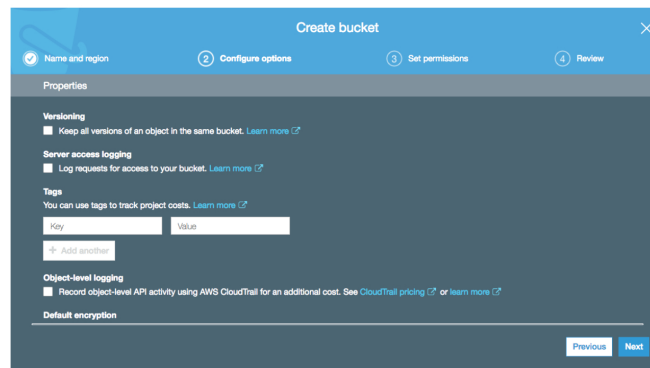 Create bucket
Name and region
2 Configure options
3 Set permissions
4 Review
Properties
Versioning
Keep all versions of an object in the same bucket. Learn more
Server access logging
Log requests for access to your bucket. Learn more
Tags
You can use tags to track project costs. Learn more
Key Value
+ Add another
Object-level logging
Record object-level API activity using AWS CloudTrail for an additional cost. See CloudTrail pricing or learn more
Default encryption
Previous Next